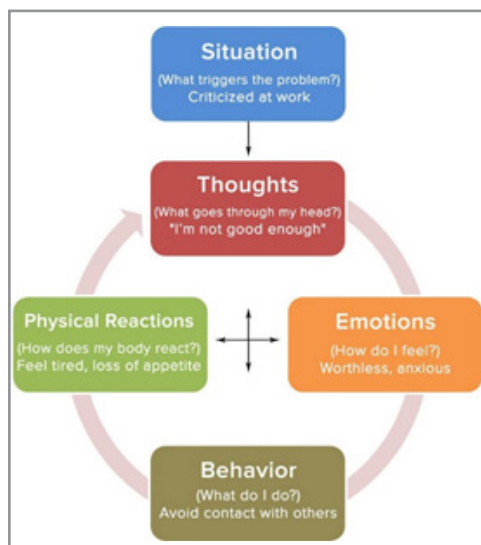 Situation
(What triggers the problem?)
Criticized at work
Thoughts
(What goes through my head?)
"I'm not good enough"
Physical Reactions
(How does my body react?)
Feel tired, loss of appetite
Emotions
(How do I feel?)
Worthless, anxious
Behavior
(What do I do?)
Avoid contact with others